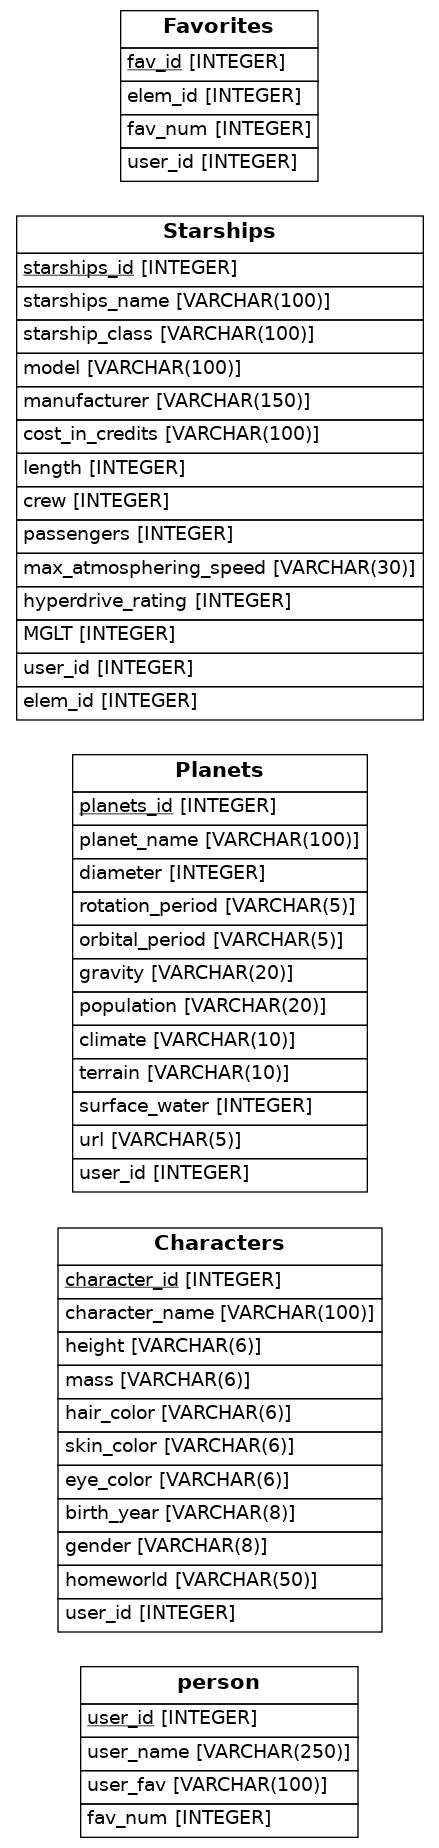 Favorites
fav_id [INTEGER]
elem_id [INTEGER]
fav_num [INTEGER]
user_id [INTEGER]
Starships
starships_id [INTEGER]
starships_name [VARCHAR(100)]
starship_class [VARCHAR(100)]
model [VARCHAR(100)]
manufacturer [VARCHAR(150)]
cost_in_credits [VARCHAR(100)]
length [INTEGER]
crew [INTEGER]
passengers [INTEGER]
max_atmosphering_speed [VARCHAR(30)]
hyperdrive_rating [INTEGER]
MGLT [INTEGER]
user_id [INTEGER]
elem_id [INTEGER]
Planets
planets_id [INTEGER]
planet_name [VARCHAR(100)]
diameter [INTEGER]
rotation_period [VARCHAR(5)]
orbital_period [VARCHAR(5)]
gravity [VARCHAR(20)]
population [VARCHAR(20)]
climate [VARCHAR(10)]
terrain [VARCHAR(10)]
surface_water [INTEGER]
url [VARCHAR(5)]
user_id [INTEGER]
Characters
character_id [INTEGER]
character_name [VARCHAR(100)]
height [VARCHAR(6)]
mass [VARCHAR(6)]
hair_color [VARCHAR(6)]
skin_color [VARCHAR(6)]
eye_color [VARCHAR(6)]
birth_year [VARCHAR(8)]
gender [VARCHAR(8)]
homeworld [VARCHAR(50)]
user_id [INTEGER]
person
user_id [INTEGER]
user_name [VARCHAR(250)]
user_fav [VARCHAR(100)]
fav_num [INTEGER]